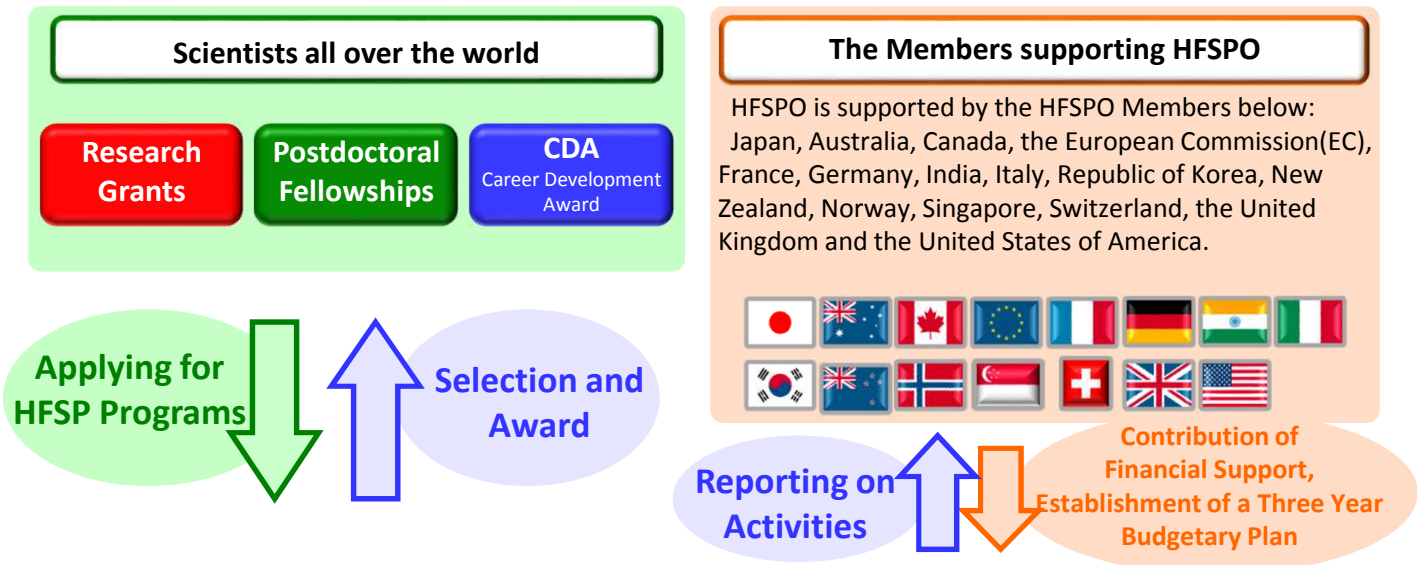 Scientists all over the world
Research
Grants
Postdoctoral
Fellowships
CDA
Career Development
Award
Applying for
HFSP Programs
Selection and
Award
The Members supporting HFSPO
HFSPO is supported by the HFSPO Members below:
Japan, Australia, Canada, the European Commission(EC),
France, Germany, India, Italy, Republic of Korea, New
Zealand, Norway, Singapore, Switzerland, the United
Kingdom and the United States of America.
Reporting on
Activities
Contribution of
Financial Support,
Establishment of a Three Year
Budgetary Plan